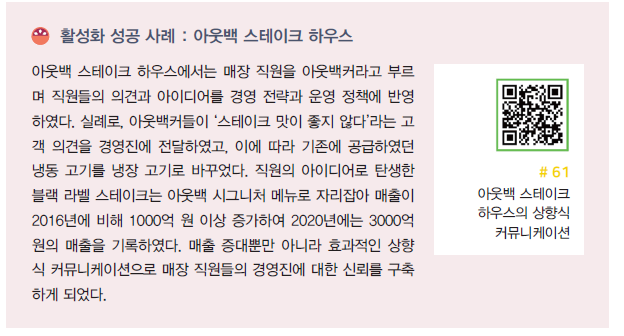 활성화 성공 사례 : 아웃백 스테이크 하우스
아웃백 스테이크 하우스에서는 매장 직원을 아웃백커라고 부르
며 직원들의 의견과 아이디어를 경영 전략과 운영 정책에 반영
하였다. 실례로, 아웃백커들이 ‘스테이크 맛이 좋지 않다’라는 고
객 의견을 경영진에 전달하였고, 이에 따라 기존에 공급하였던
냉동 고기를 냉장 고기로 바꾸었다. 직원의 아이디어로 탄생한
블랙 라벨 스테이크는 아웃백 시그니처 메뉴로 자리잡아 매출이
2016년에 비해 1000억 원 이상 증가하여 2020년에는 3000억
원의 매출을 기록하였다. 매출 증대뿐만 아니라 효과적인 상향
식 커뮤니케이션으로 매장 직원들의 경영진에 대한 신뢰를 구축
하게 되었다.
# 61
아웃백 스테이크
하우스의 상향식
커뮤니케이션